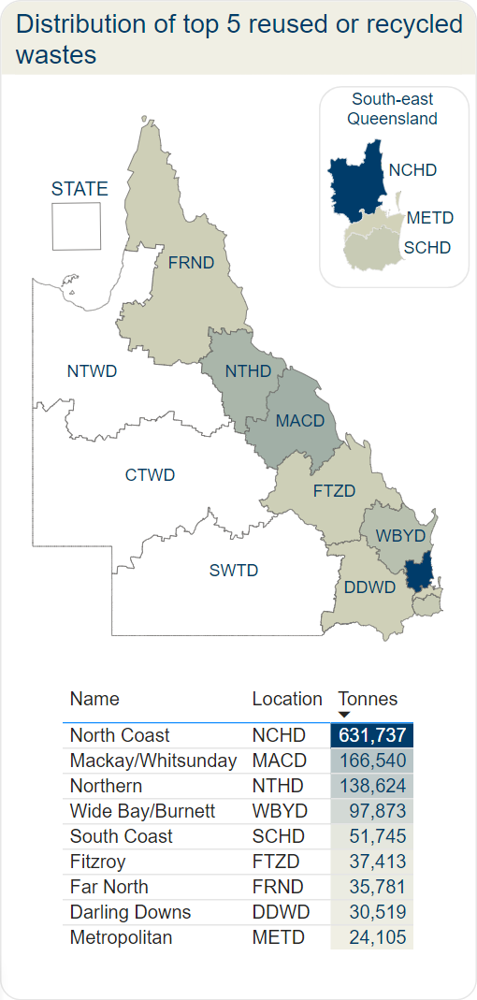 Distribution of top 5 reused or recycled
wastes
South-east
Queensland
NCHD
METD
SCHD
STATE
FRND
NTWD
NTHD
MACD
CTWD
FTZD
WBYD
SWTD
DDWD
Name Location Tonnes
North Coast NCHD 631,737
Mackay/Whitsunday MACD 166,540
Northern NTHD 138,624
Wide Bay/Burnett WBYD 97,873
South Coast SCHD 51,745
Fitzroy FTZD 37,413
Far North FRND 35,781
Darling Downs DDWD 30,519
Metropolitan METD 24,105